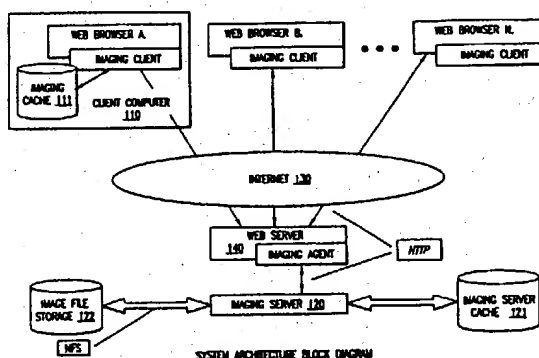 WEB BROWSER A.
IMAGING CLIENT
WEB BROWSER B.
IMAGING CLIENT
WEB BROWSER N.
IMAGING CLIENT
IMAGING
CACHE 111
CLIENT COMPUTER
110
INTERNET 130
WEB SERVER
140
IMAGING AGENT
HTTP
IMAGE FILE
STORAGE 122
IMAGING SERVER 120
IMAGING SERVER
CACHE 121
NFS
SYSTEM ARCHITECTURE BLOCK DIAGRAM